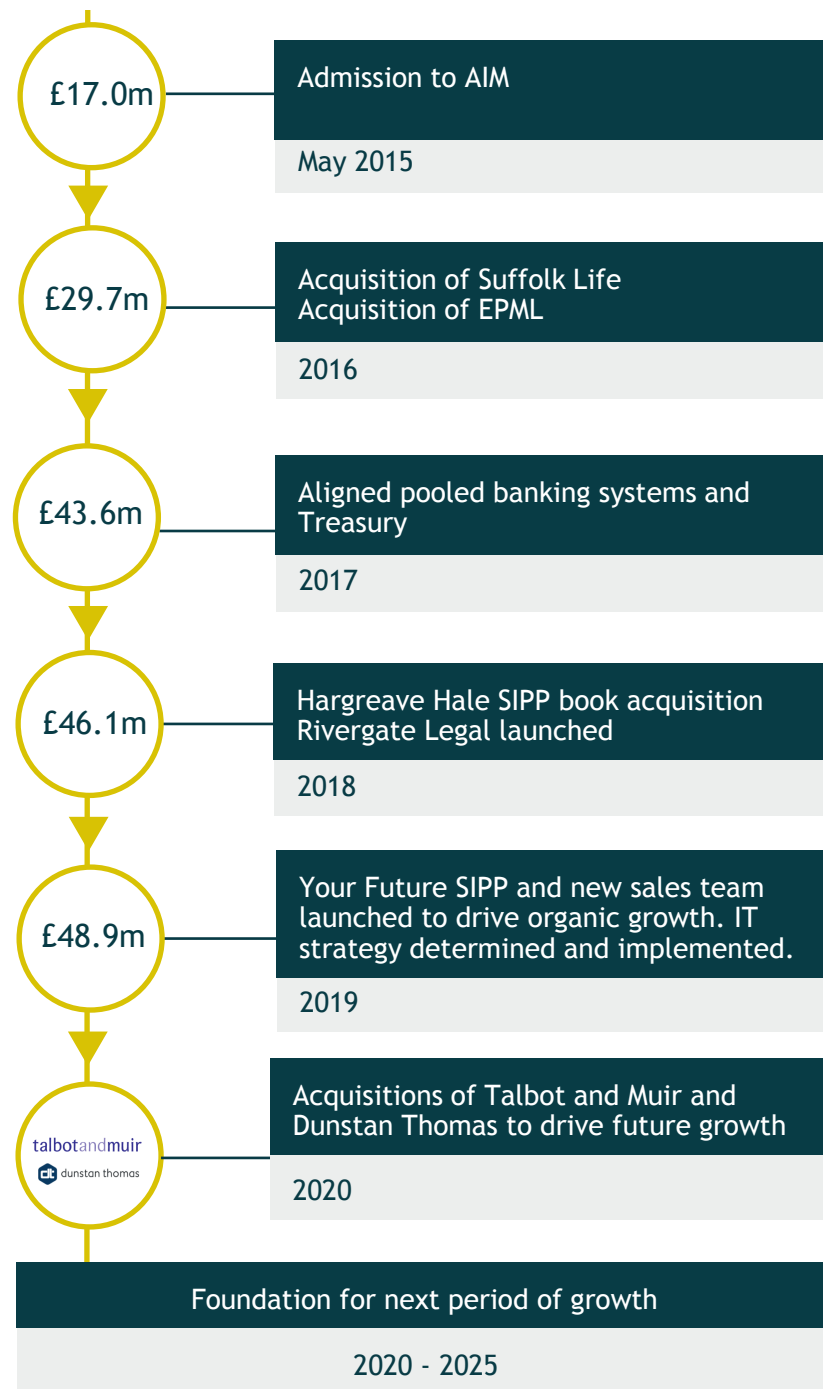 £17.0m
Admission to AIM
May 2015
£29.7m
Acquisition of Suffolk Life
Acquisition of EPML
2016
£43.6m
Aligned pooled banking systems and
Treasury
2017
£46.1m
Hargreave Hale SIPP book acquisition
Rivergate Legal launched
2018
£48.9m
Your Future SIPP and new sales team
launched to drive organic growth. IT
strategy determined and implemented.
2019
talbotandmuir
dt dunstan thomas
Acquisitions of Talbot and Muir and
Dunstan Thomas to drive future growth
2020
Foundation for next period of growth
2020 - 2025